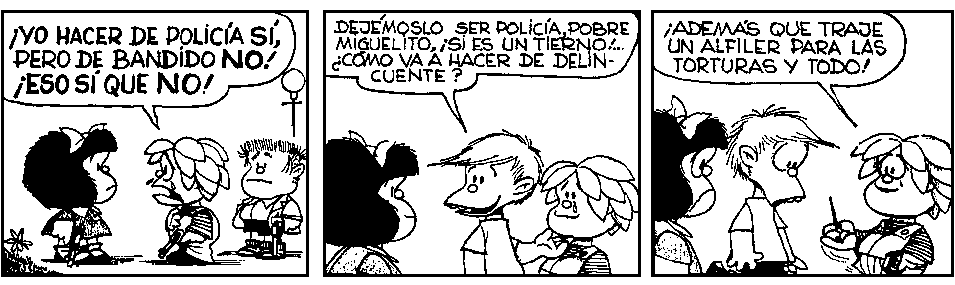 ¡YO HACER DE POLICÍA SÍ,
PERO DE BANDIDO NO!
¡ESO SÍ QUE NO!
DEJÉMOSLO SER POLICÍA, POBRE
MIGUELITO, ¡SI ES UN TIERNO!..
¿CÓMO VA A HACER DE DELIN-
CUENTE?
¡ADEMÁS QUE TRAJE
UN ALFILER PARA LAS
TORTURAS Y TODO!